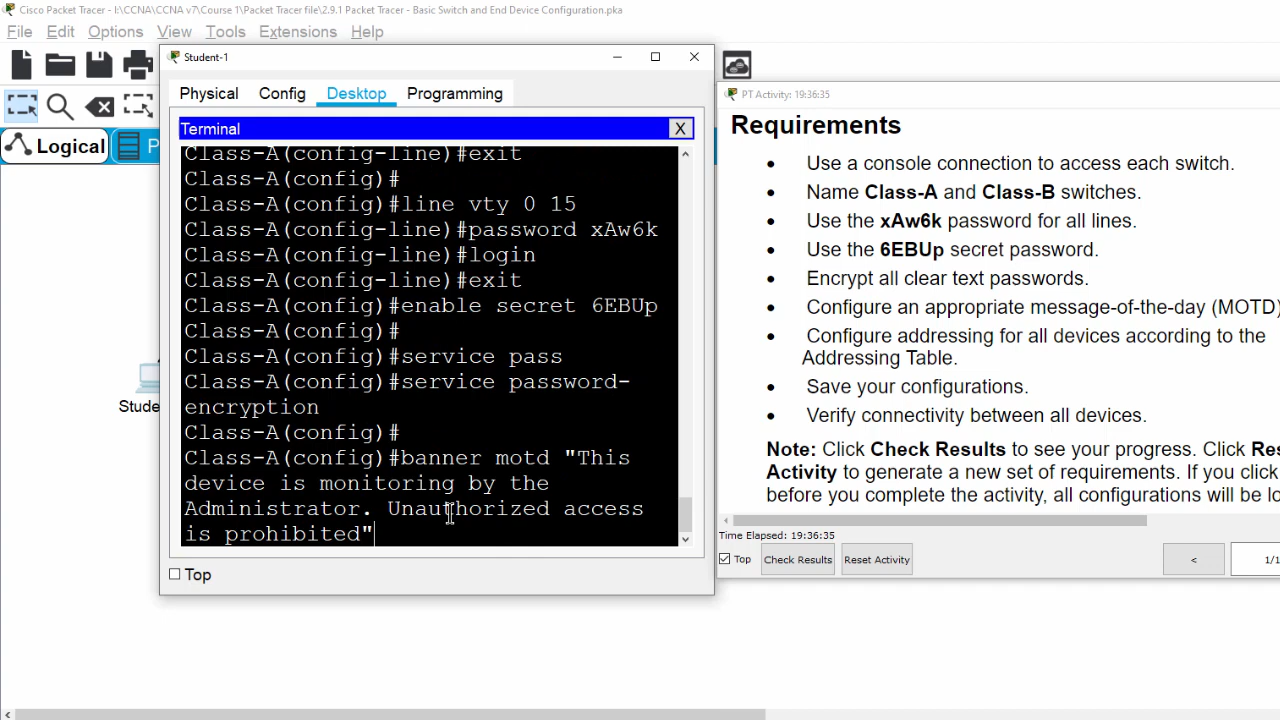 Cisco Packet Tracer - I:\CCNA\CCNA v7\Course 1\Packet Tracer file\2.9.1 Packet Tracer - Basic Switch and End Device Configuration.pka
File Edit Options View Tools Extensions Help
Student-1
Physical Config Desktop Programming
Logical
P
Terminal X
Class-A(config-line)#exit
Class-A(config)#
Class-A(config)#line vty 0 15
Class-A(config-line)#password xAw6k
Class-A(config-line)#login
Class-A(config-line)#exit
Class-A(config)#enable secret 6EBUp
Class-A(config)#
Class-A(config)#service pass
Class-A(config)#service password-
encryption
Class-A(config)#
Class-A(config)#banner motd "This
device is monitoring by the
Administrator. Unauthorized access
is prohibited"
Top
Stude
PT Activity: 19:36:35
Requirements
• Use a console connection to access each switch.
• Name Class-A and Class-B switches.
• Use the xAw6k password for all lines.
• Use the 6EBUp secret password.
• Encrypt all clear text passwords.
• Configure an appropriate message-of-the-day (MOTD)
• Configure addressing for all devices according to the
Addressing Table.
• Save your configurations.
• Verify connectivity between all devices.
Note: Click Check Results to see your progress. Click Res
Activity to generate a new set of requirements. If you click
before you complete the activity, all configurations will be lo
Time Elapsed: 19:36:35
Top Check Results Reset Activity < 1/1